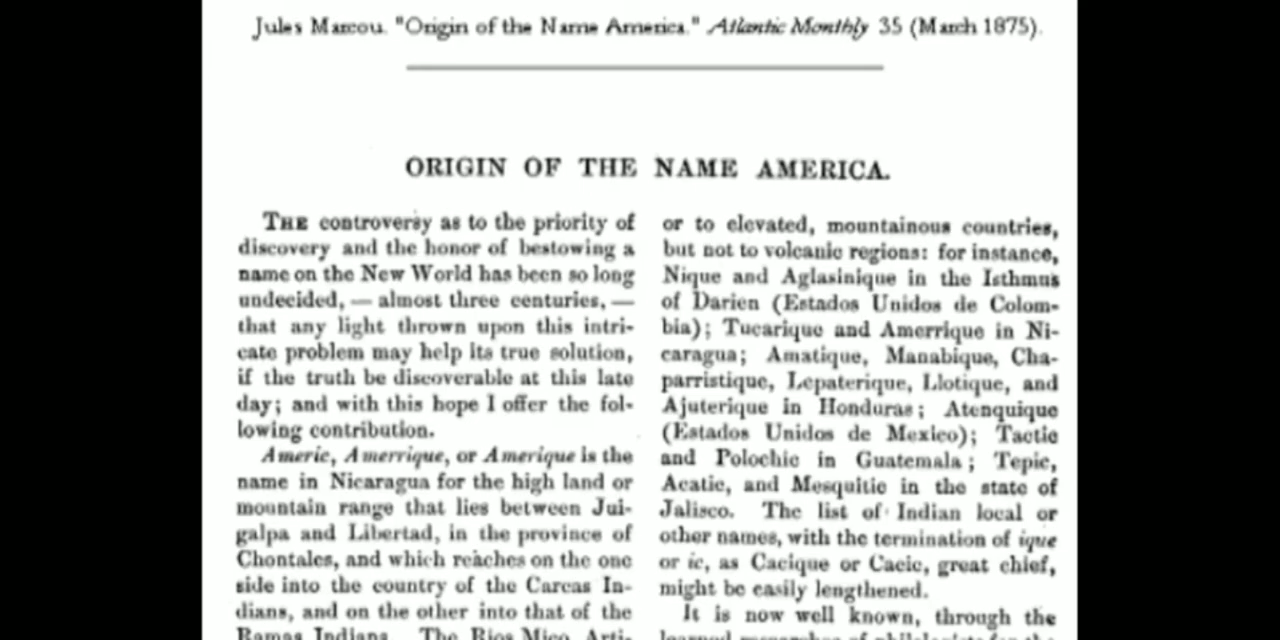 Jules Marcou. "Origin of the Name America." Atlantic Monthly 35 (March 1875).
ORIGIN OF THE NAME AMERICA.
THE controversy as to the priority of
discovery and the honor of bestowing a
name on the New World has been so long
undecided, — almost three centuries, —
that any light thrown upon this intri-
cate problem may help its true solution,
if the truth be discoverable at this late
day; and with this hope I offer the fol-
lowing contribution.
Americ, Amerrique, or Amerique is the
name in Nicaragua for the high land or
mountain range that lies between Jui-
galpa and Libertad, in the province of
Chontales, and which reaches on the one
side into the country of the Carcas In-
dians, and on the other into that of the
Ramas Indians. The Rios Mico, Arti-
or to elevated, mountainous countries,
but not to volcanic regions: for instance,
Nique and Aglasinique in the Isthmus
of Darien (Estados Unidos de Colom-
bia); Tucarique and Amerrique in Ni-
caragua; Amatique, Manabique, Cha-
parristique, Lepaterique, Llotique, and
Ajuterique in Honduras; Atenquique
(Estados Unidos de Mexico); Tactic
and Polochic in Guatemala; Tepic,
Acatic, and Mesquitic in the state of
Jalisco. The list of Indian local or
other names, with the termination of ique
or ic, as Cacique or Cacic, great chief,
might be easily lengthened.
It is now well known, through the